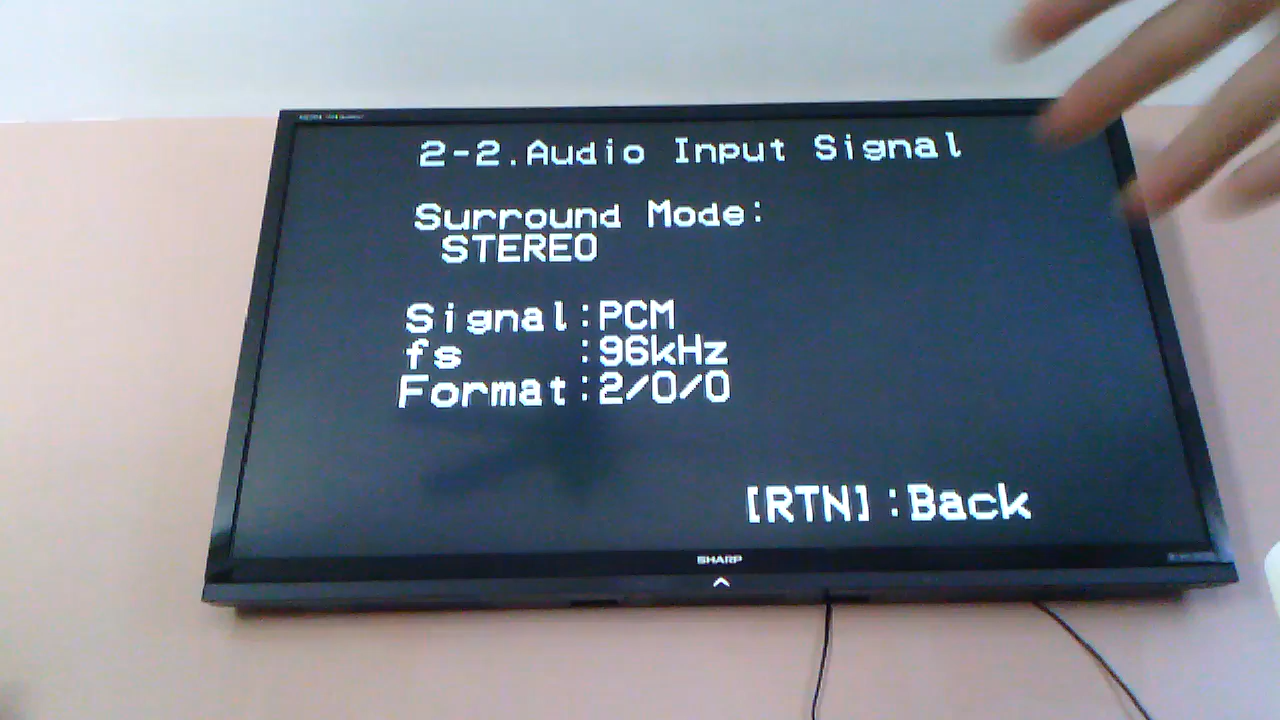 2-2.Audio Input Signal
Surround Mode:
STEREO
Signal:PCM
fs :96kHz
Format:2/0/0
[RTN]:Back
SHARP